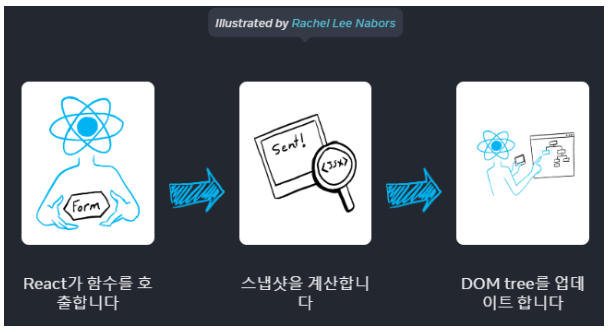 Illustrated by Rachel Lee Nabors
Form
Sent!
<JSX>
React가 함수를 호
출합니다
스냅샷을 계산합니
다
DOM tree를 업데
이트 합니다